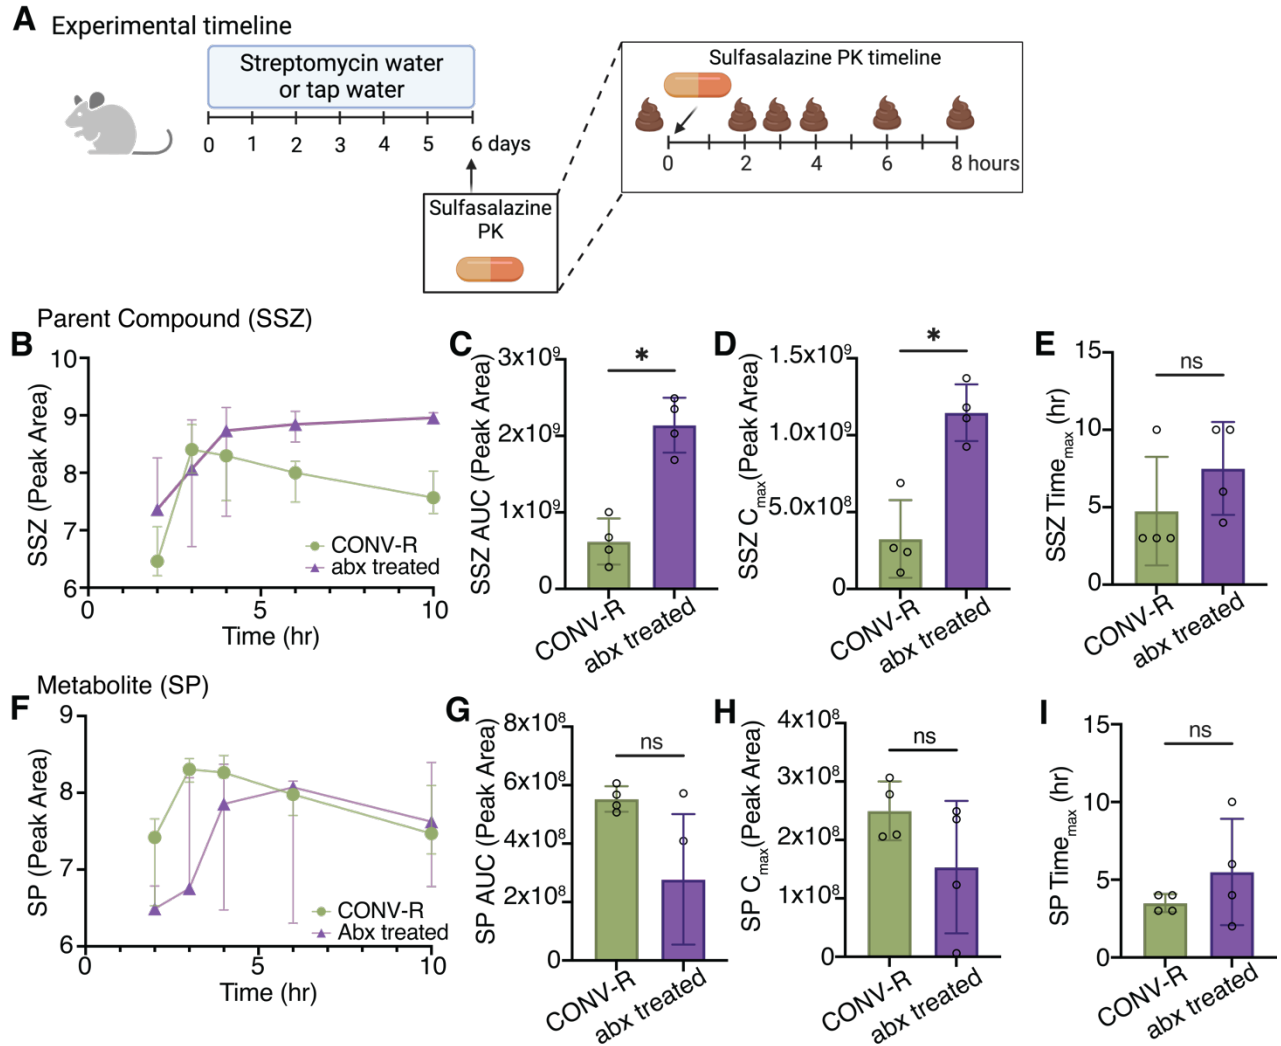 A Experimental timeline
Streptomycin water
or tap water
0 1 2 3 4 5 6 days
Sulfasalazine
PK
Sulfasalazine PK timeline
0 2 4 6 8 hours
Parent Compound (SSZ)
B
SSZ (Peak Area)
10
9
8
7
6
0 5 10
Time (hr)
CONV-R
abx treated
C
SSZ AUC (Peak Area)
3x10⁹
2x10⁹
1x10⁹
0
*
CONV-R
abx treated
D
SSZ Cmax(Peak Area)
1.5x10⁹
1.0x10⁹
5.0x10⁸
0
*
CONV-R
abx treated
E
SSZ Timemax (hr)
15
10
5
0
ns
CONV-R
abx treated
Metabolite (SP)
F
SP (Peak Area)
9
8
7
6
0 5 10
Time (hr)
CONV-R
Abx treated
G
SP AUC (Peak Area)
8x10⁸
6x10⁸
4x10⁸
2x10⁸
0
ns
CONV-R
abx treated
H
SP Cmax(Peak Area)
4x10⁸
3x10⁸
2x10⁸
1x10⁸
0
ns
CONV-R
abx treated
I
SP Timemax (hr)
15
10
5
0
ns
CONV-R
abx treated